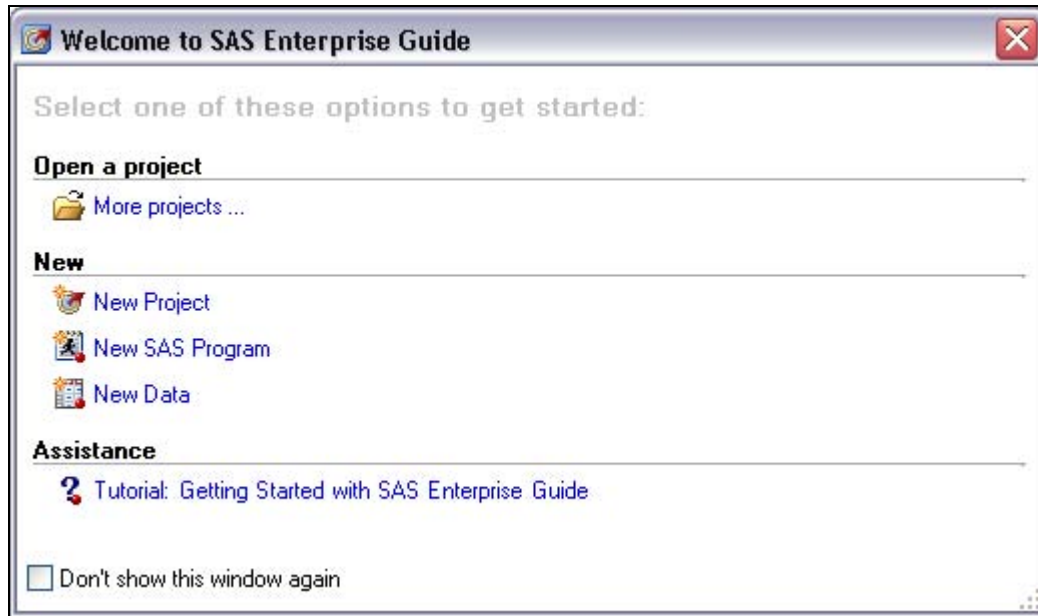 Welcome to SAS Enterprise Guide
Select one of these options to get started:
Open a project
More projects ...
New
New Project
New SAS Program
New Data
Assistance
Tutorial: Getting Started with SAS Enterprise Guide
Don't show this window again